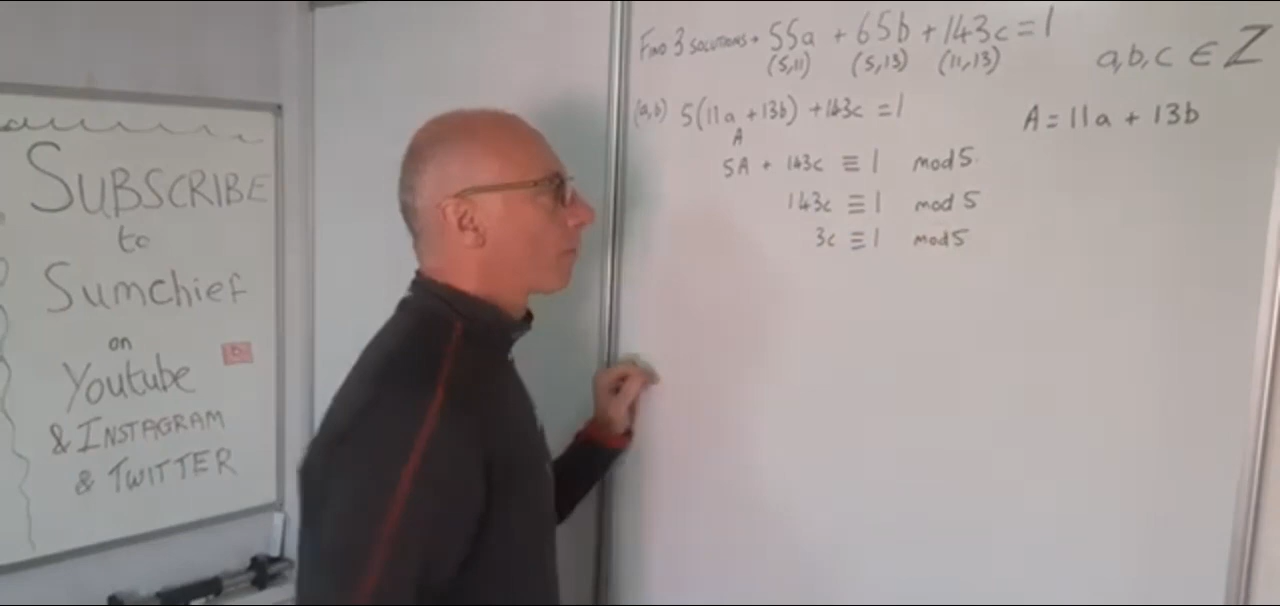 SUBSCRIBE
to
Sumchief
on
Youtube
& INSTAGRAM
& TWITTER
FIND 3 SOLUTIONS → 55a + 65b + 143c = 1
(5,11) (5,13) (11,13)
a,b,c ∈ Z
(a,b) 5(11a + 13b) + 143c = 1
A
A = 11a + 13b
5A + 143c ≡ 1 mod 5
143c ≡ 1 mod 5
3c ≡ 1 mod 5